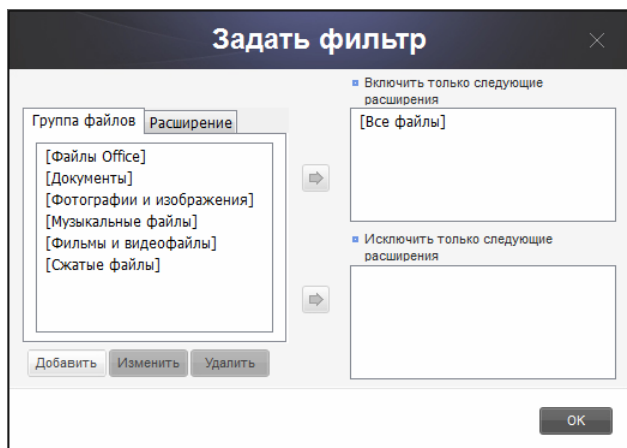 Задать фильтр
Группа файлов
Расширение
[Файлы Office]
[Документы]
[Фотографии и изображения]
[Музыкальные файлы]
[Фильмы и видеофайлы]
[Сжатые файлы]
Добавить
Изменить
Удалить
Включить только следующие
расширения
[Все файлы]
Исключить только следующие
расширения
OK